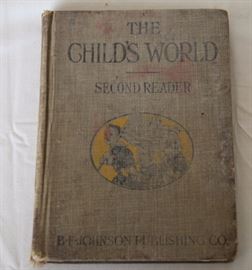 THE
CHILD'S WORLD
SECOND READER
B.F. JOHNSON PUBLISHING CO.